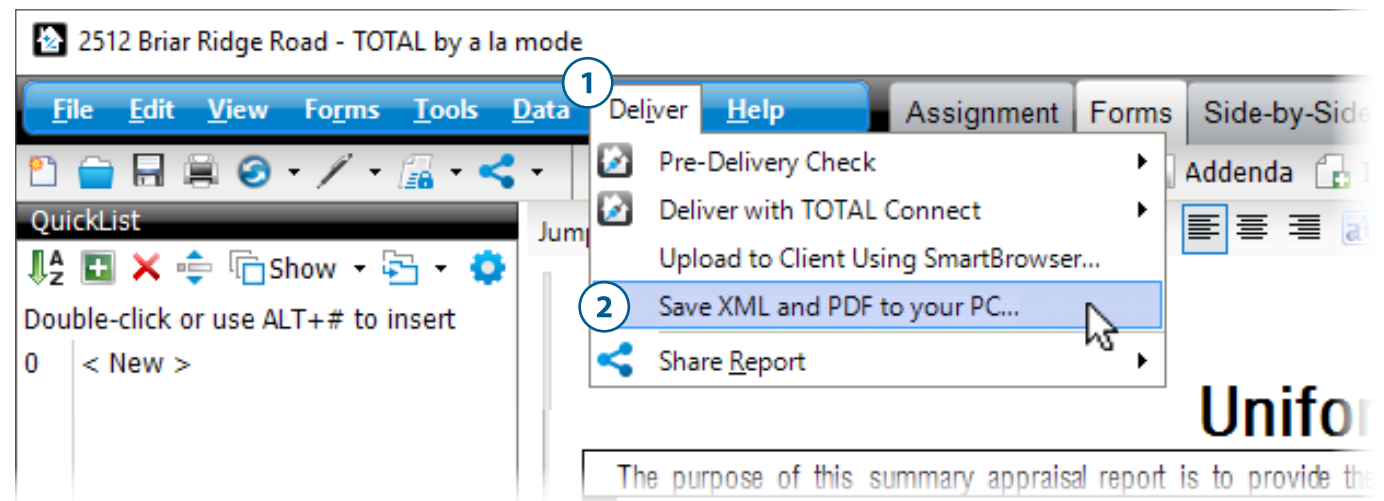 2512 Briar Ridge Road - TOTAL by a la mode
1
File Edit View Forms Tools Data Deliver Help Assignment Forms Side-by-Side
Pre-Delivery Check
Addenda
QuickList
Deliver with TOTAL Connect
Jum
A
Z Show
Upload to Client Using SmartBrowser...
2 Save XML and PDF to your PC...
Double-click or use ALT+# to insert
0 < New >
Share Report
Unifor
The purpose of this summary appraisal report is to provide the